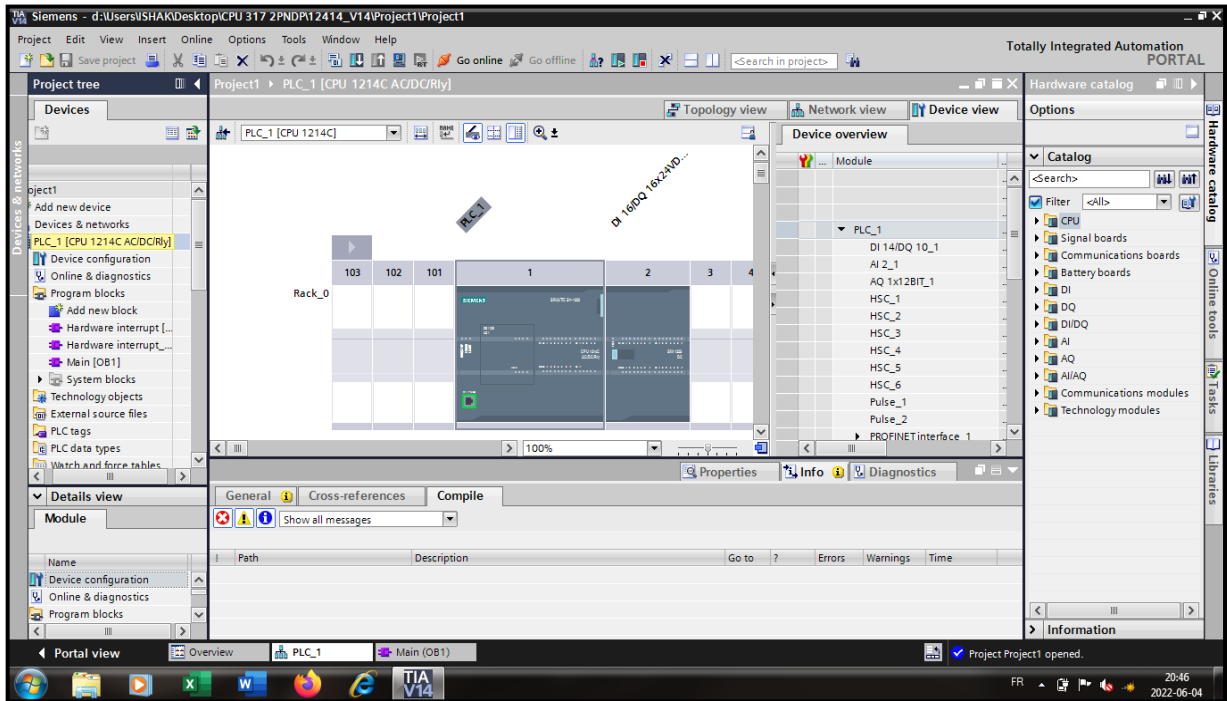 Siemens - d:\Users\ISHAK\Desktop\CPU 317 2PNDP\12414_V14\Project1\Project1
Project Edit View Insert Online Options Tools Window Help
Totally Integrated Automation
PORTAL
Save project
Go online
Go offline
<Search in project>
Project tree
Project1 PLC_1 [CPU 1214C AC/DC/Rly]
Hardware catalog
Devices
Topology view
Network view
Device view
Options
PLC_1 [CPU 1214C]
Device overview
... Module
Devices & networks
oject1
Add new device
Devices & networks
PLC_1 [CPU 1214C AC/DC/Rly]
Device configuration
Online & diagnostics
Program blocks
Add new block
Hardware interrupt [...
Hardware interrupt_...
Main [OB1]
System blocks
Technology objects
External source files
PLC tags
PLC data types
Watch and force tables
PLC_1
DI 16/DQ 16x24VD...
103 102 101 1 2 3 4
Rack_0
SIEMENS
100%
PLC_1
DI 14/DQ 10_1
AI 2_1
AQ 1x12BIT_1
HSC_1
HSC_2
HSC_3
HSC_4
HSC_5
HSC_6
Pulse_1
Pulse_2
PROFINET interface_1
Catalog
<Search>
Filter <All>
CPU
Signal boards
Communications boards
Battery boards
DI
DQ
DI/DQ
AI
AQ
AI/AQ
Communications modules
Technology modules
Information
Hardware catalog
Online tools
Tasks
Libraries
Properties
Info
Diagnostics
General
Cross-references
Compile
Show all messages
! Path Description Go to ? Errors Warnings Time
Details view
Module
Name
Device configuration
Online & diagnostics
Program blocks
Portal view
Overview
PLC_1
Main (OB1)
Project Project1 opened.
TIA
V14
FR
20:46
2022-06-04